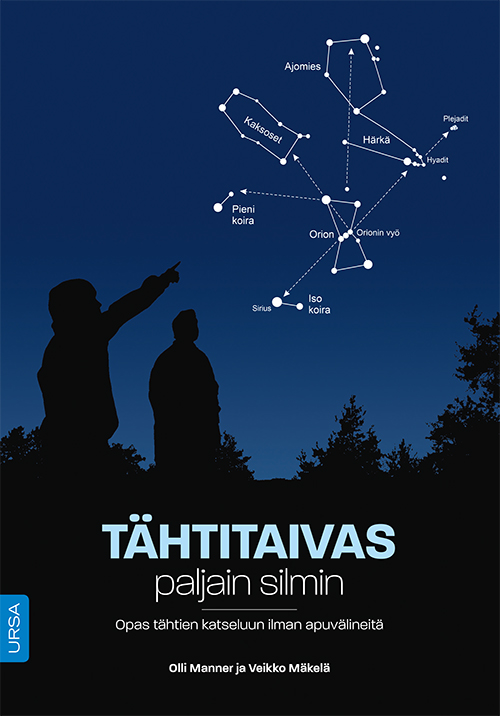 Ajomies
Plejadit
Kaksoset
Härkä
Hyadit
Pieni
koira
Orion
Orionin vyö
Sirius
Iso
koira
TÄHTITAIVAS
paljain silmin
Opas tähtien katseluun ilman apuvälineitä
URSA
Olli Manner ja Veikko Mäkelä